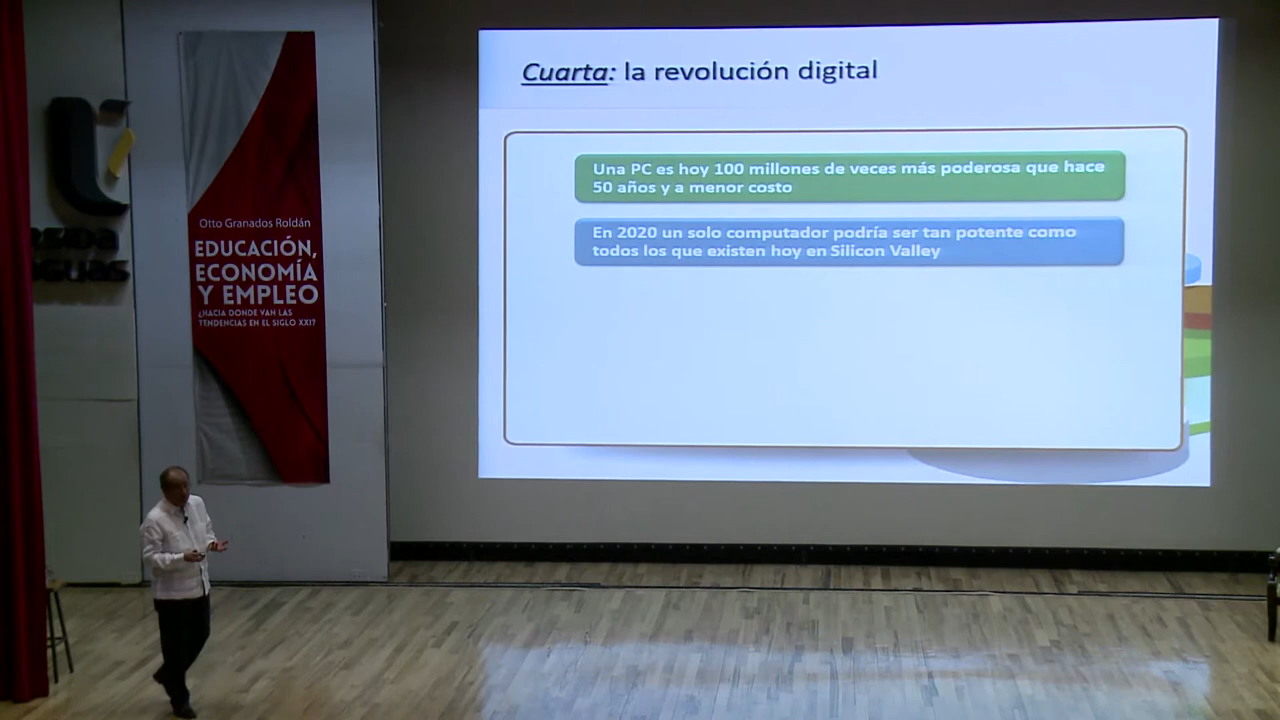 Cuarta: la revolución digital
Una PC es hoy 100 millones de veces más poderosa que hace
50 años y a menor costo
En 2020 un solo computador podría ser tan potente como
todos los que existen hoy en Silicon Valley
Otto Granados Roldán
EDUCACIÓN,
ECONOMÍA
Y EMPLEO
¿HACIA DONDE VAN LAS
TENDENCIAS EN EL SIGLO XXI?